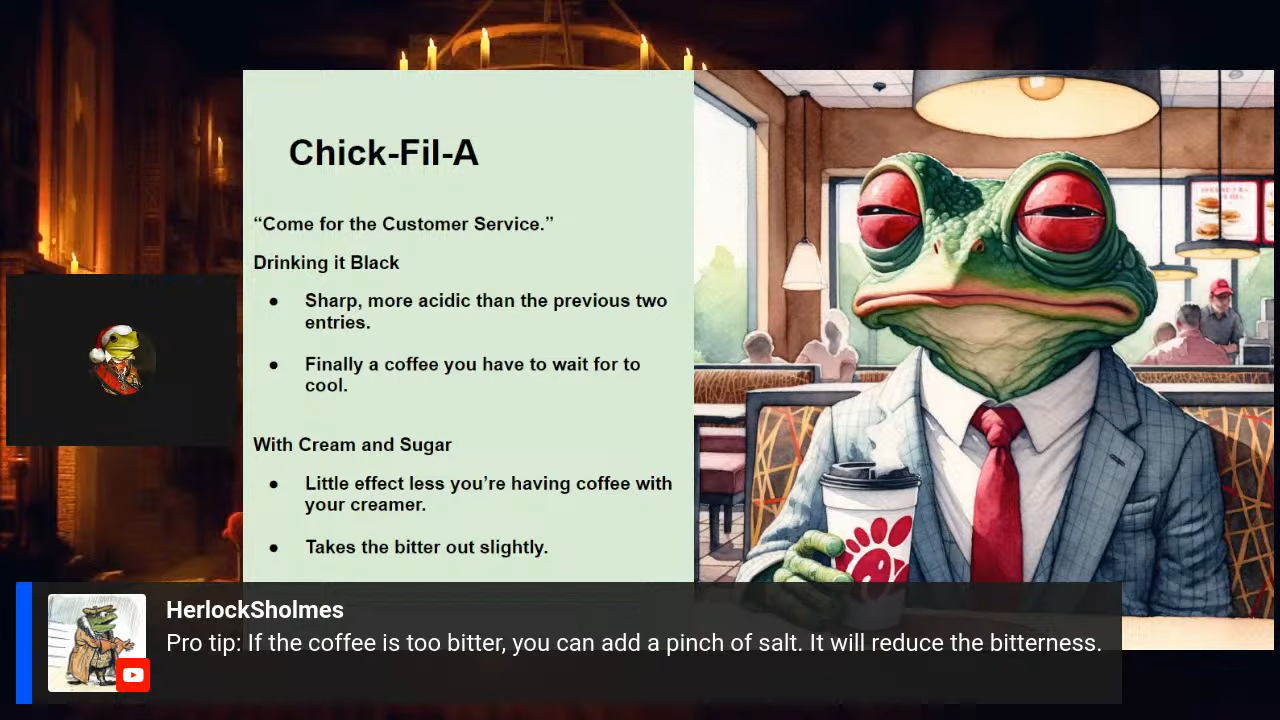 Chick-Fil-A
“Come for the Customer Service.”
Drinking it Black
● Sharp, more acidic than the previous two
entries.
● Finally a coffee you have to wait for to
cool.
With Cream and Sugar
● Little effect less you’re having coffee with
your creamer.
● Takes the bitter out slightly.
HerlockSholmes
Pro tip: If the coffee is too bitter, you can add a pinch of salt. It will reduce the bitterness.